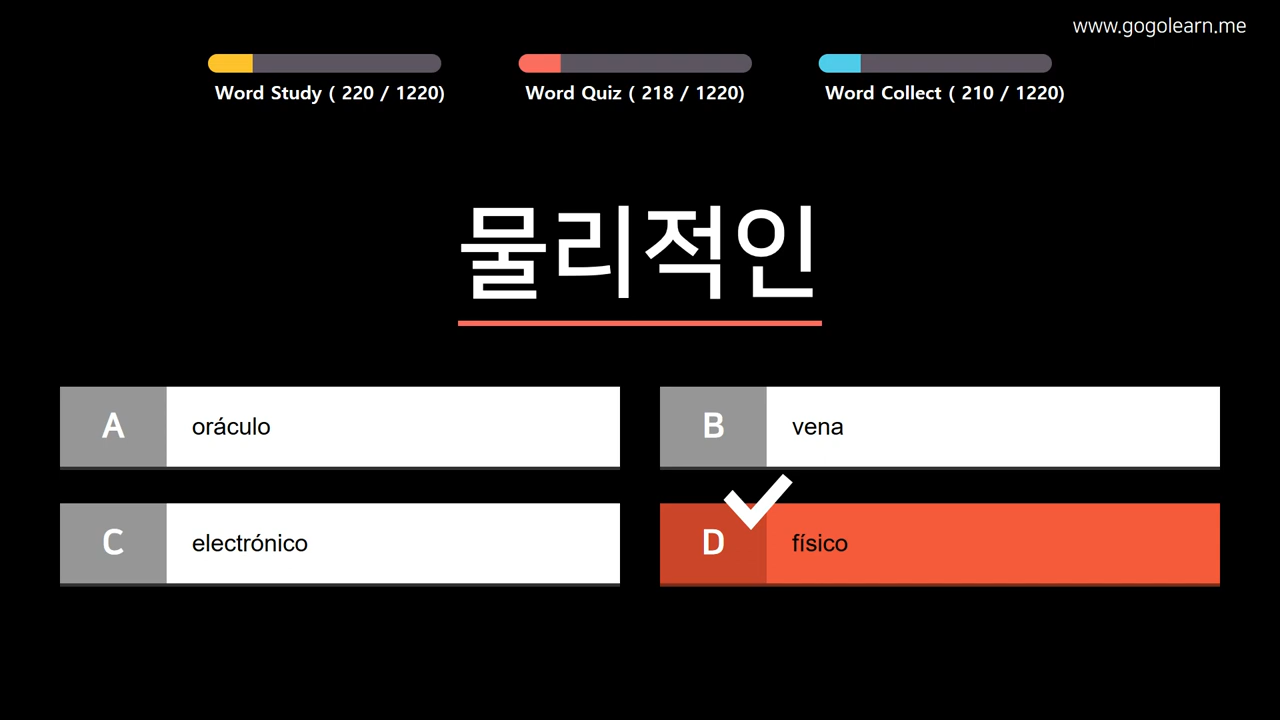 www.gogolearn.me
Word Study ( 220 / 1220)
Word Quiz ( 218 / 1220)
Word Collect ( 210 / 1220)
물리적인
A
oráculo
B
vena
C
electrónico
D
físico